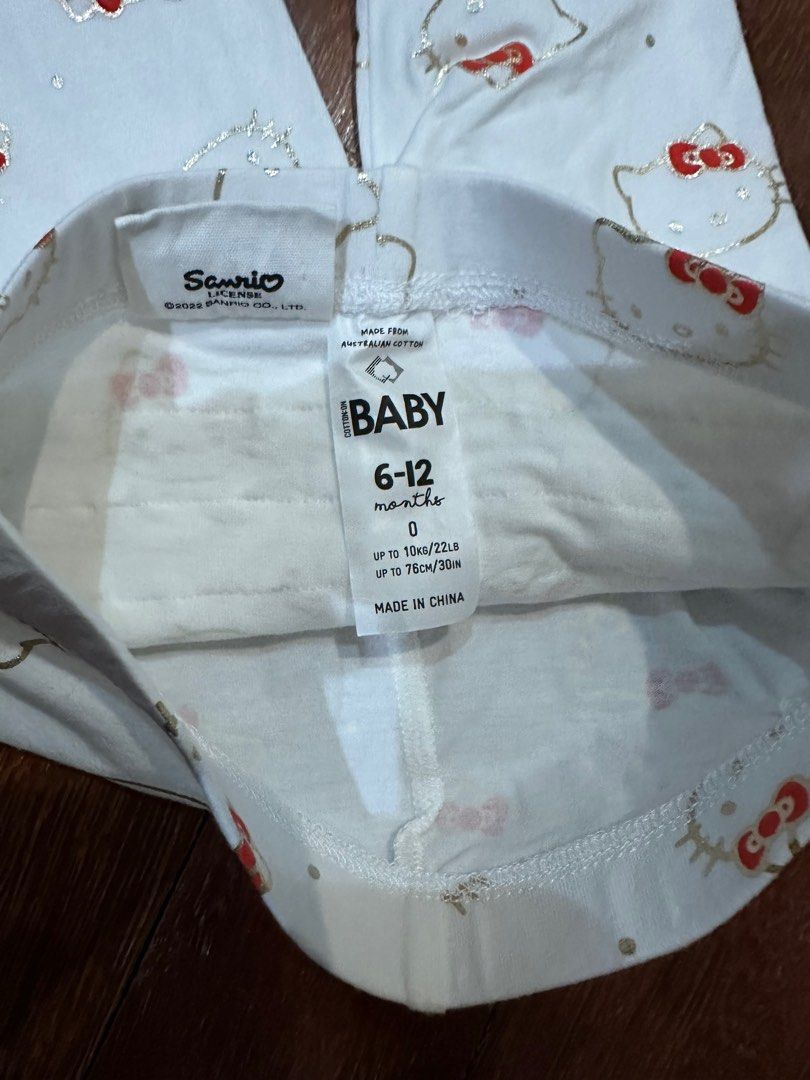 Sanrio
LICENSE
©2022 SANRIO CO., LTD.
MADE FROM
AUSTRALIAN COTTON
COTTON:ON
BABY
6-12
months
0
UP TO 10KG/22LB
UP TO 76CM/30IN
MADE IN CHINA